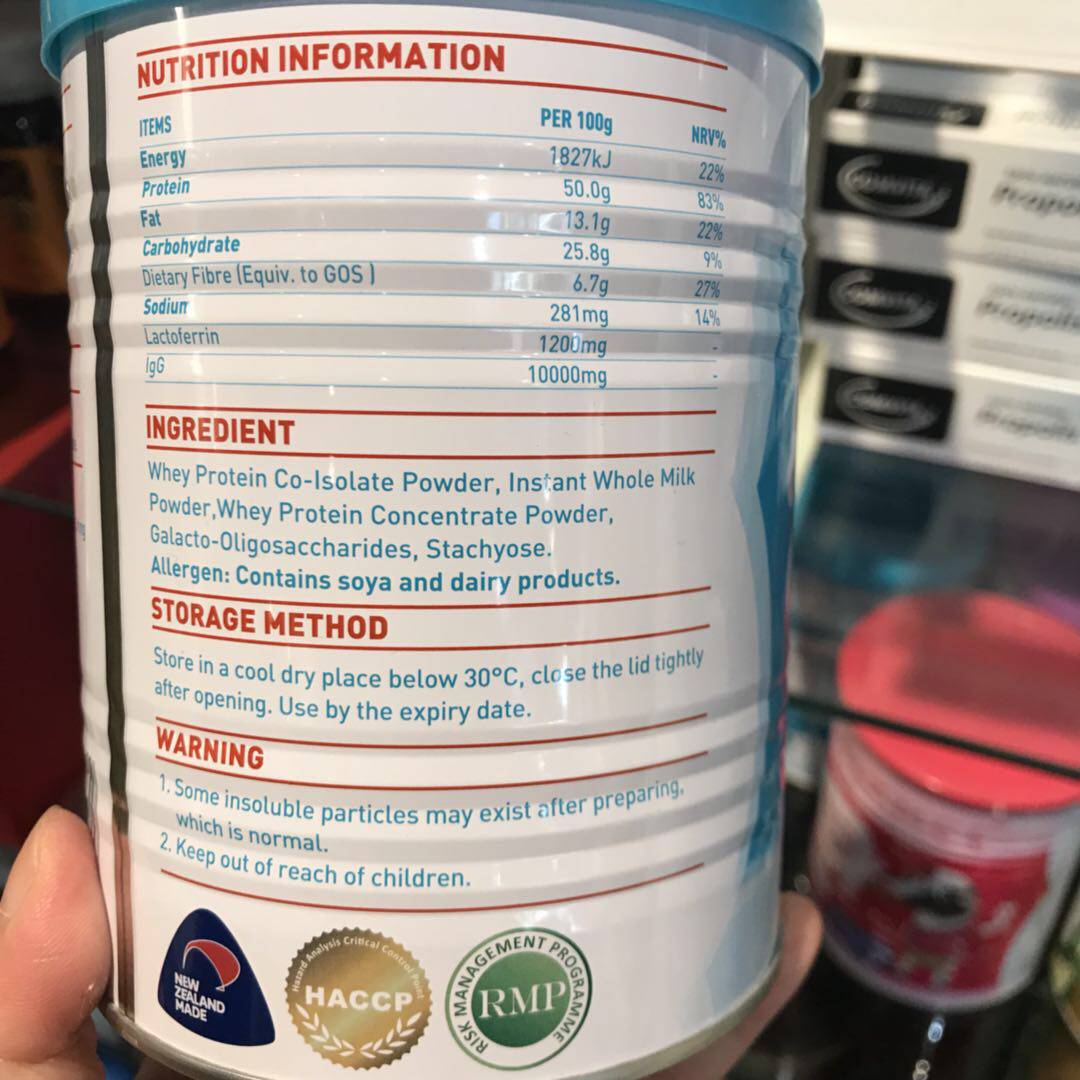 NUTRITION INFORMATION
ITEMS PER 100g NRV%
Energy 1827kJ 22%
Protein 50.0g 83%
Fat 13.1g 22%
Carbohydrate 25.8g 9%
Dietary Fibre (Equiv. to GOS ) 6.7g 27%
Sodium 281mg 14%
Lactoferrin 1200mg -
IgG 10000mg -
INGREDIENT
Whey Protein Co-Isolate Powder, Instant Whole Milk
Powder,Whey Protein Concentrate Powder,
Galacto-Oligosaccharides, Stachyose.
Allergen: Contains soya and dairy products.
STORAGE METHOD
Store in a cool dry place below 30°C, close the lid tightly
after opening. Use by the expiry date.
WARNING
1. Some insoluble particles may exist after preparing,
which is normal.
2. Keep out of reach of children.
NEW
ZEALAND
MADE
Hazard Analysis Critical Control Point
HACCP
RISK MANAGEMENT PROGRAMME
RMP